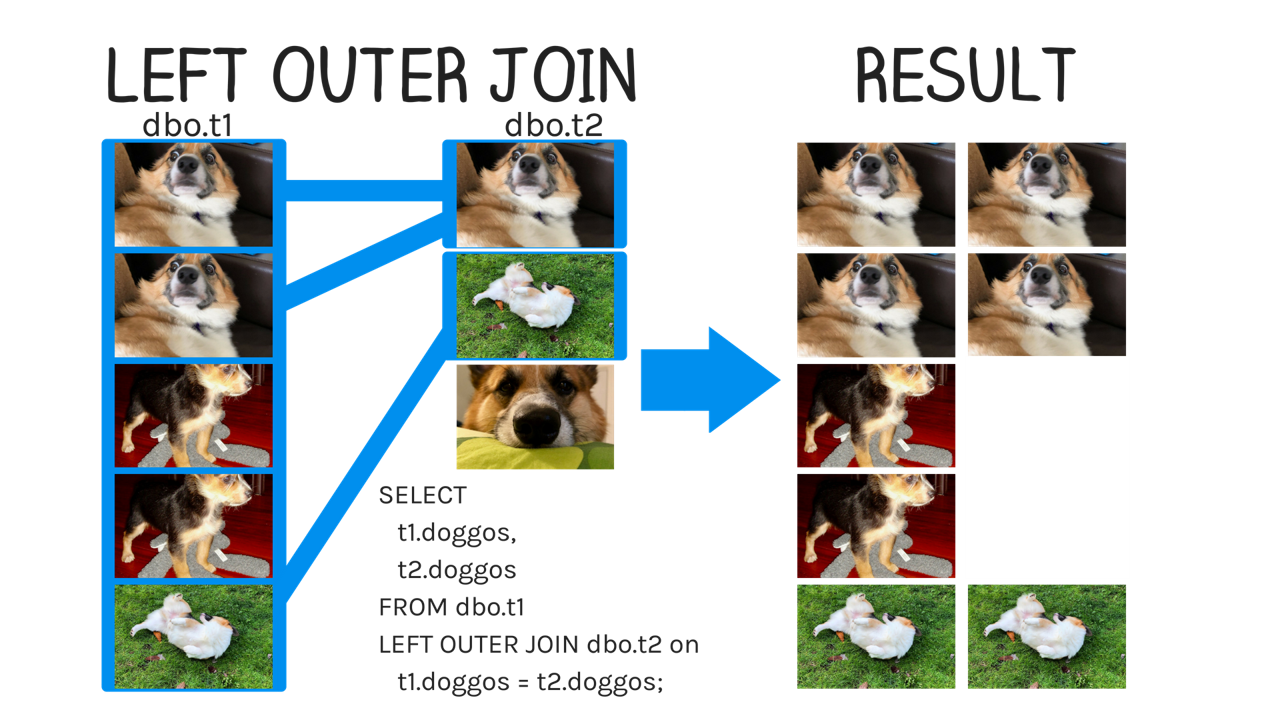 LEFT OUTER JOIN
RESULT
dbo.t1
dbo.t2
SELECT
t1.doggos,
t2.doggos
FROM dbo.t1
LEFT OUTER JOIN dbo.t2 on
t1.doggos = t2.doggos;